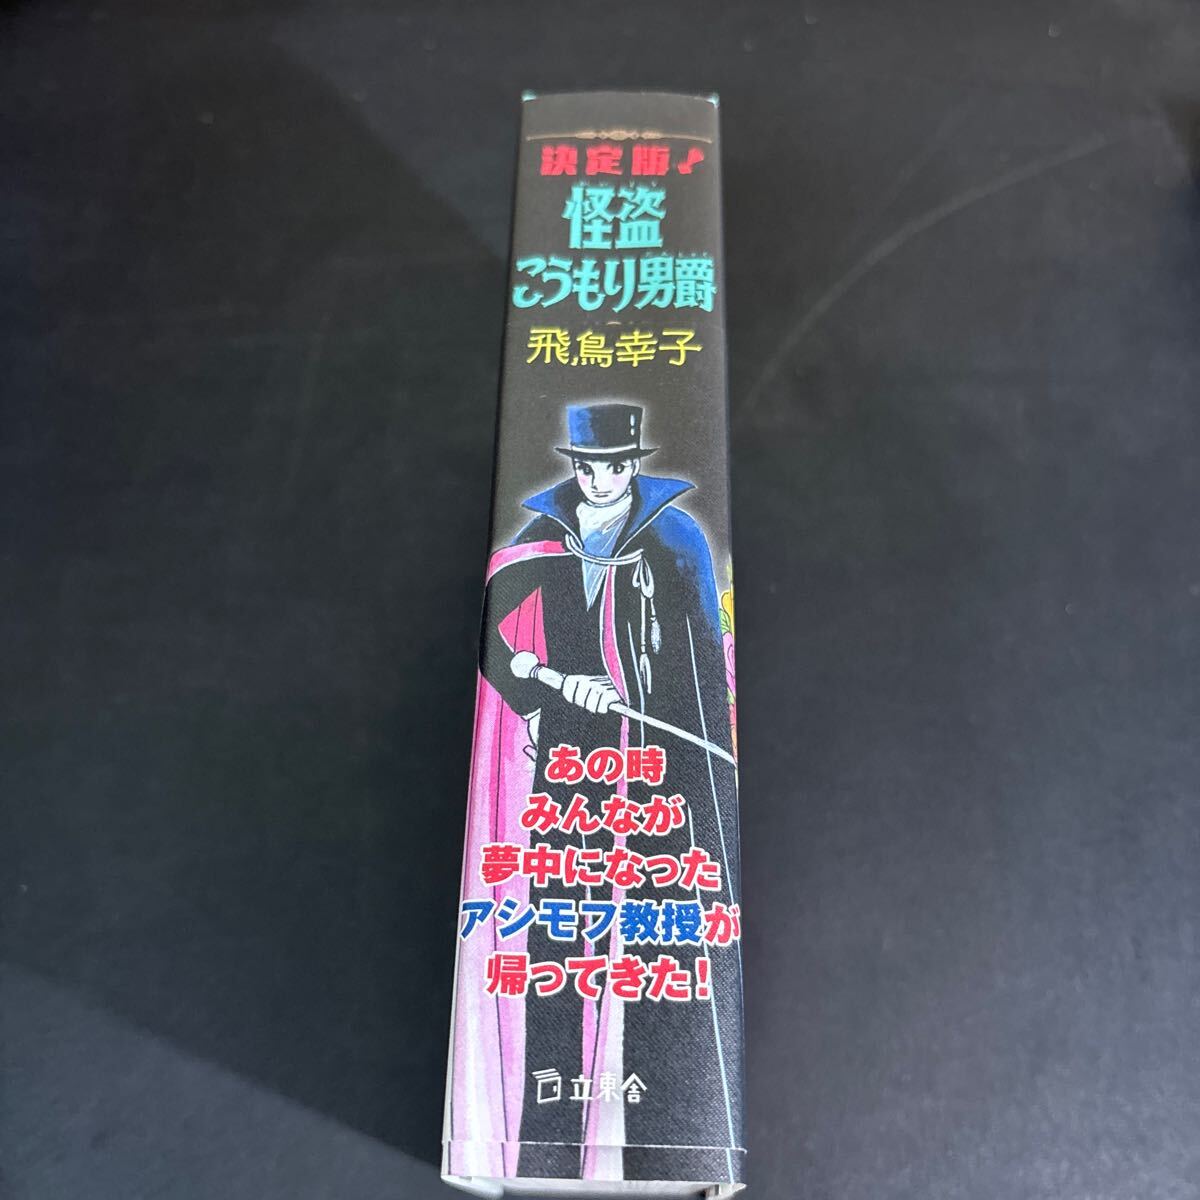 決定版♪
怪盗
こうもり男爵
飛鳥幸子
あの時
みんなが
夢中になった
アシモフ教授が
帰ってきた!
立東舎